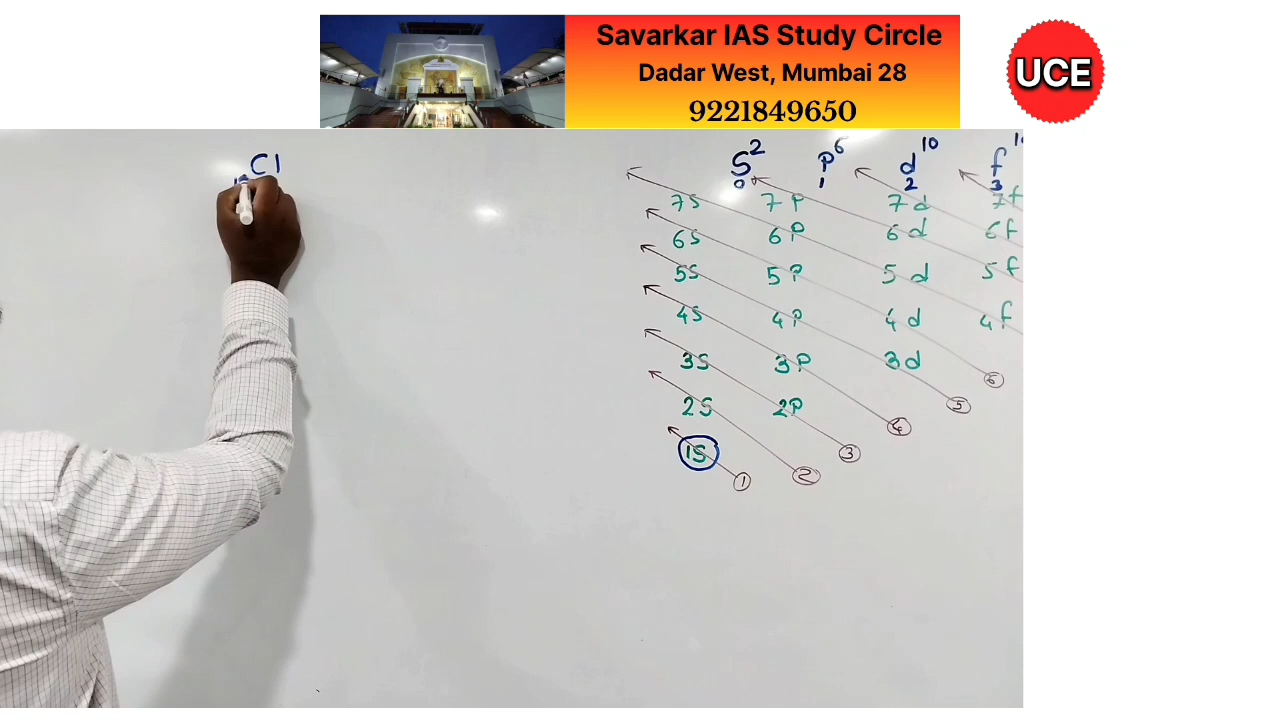 Savarkar IAS Study Circle
Dadar West, Mumbai 28
9221849650
UCE
Cl
S² p⁶ d¹⁰ f
0 1 2 3
7S 7P 7d 7f
6S 6P 6d 6f
5S 5P 5d 5f
4S 4P 4d 4f
3S 3P 3d
2S 2P
1S
6
5
4
3
2
1